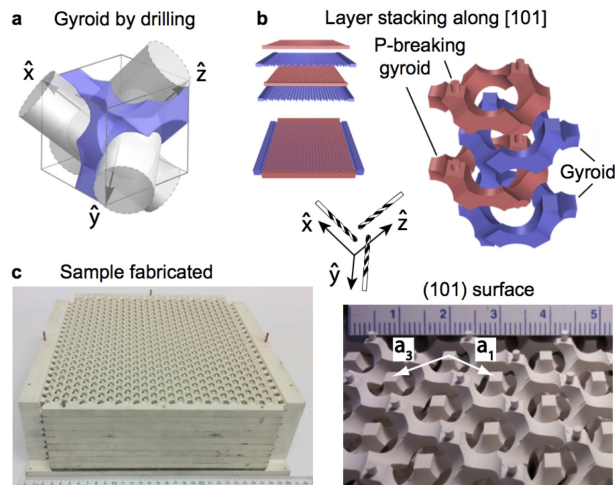 a Gyroid by drilling
x̂
ẑ
ŷ
b Layer stacking along [101]
P-breaking
gyroid
Gyroid
x̂
ẑ
ŷ
c Sample fabricated
(101) surface
1 2 3 4 5
a₃ a₁